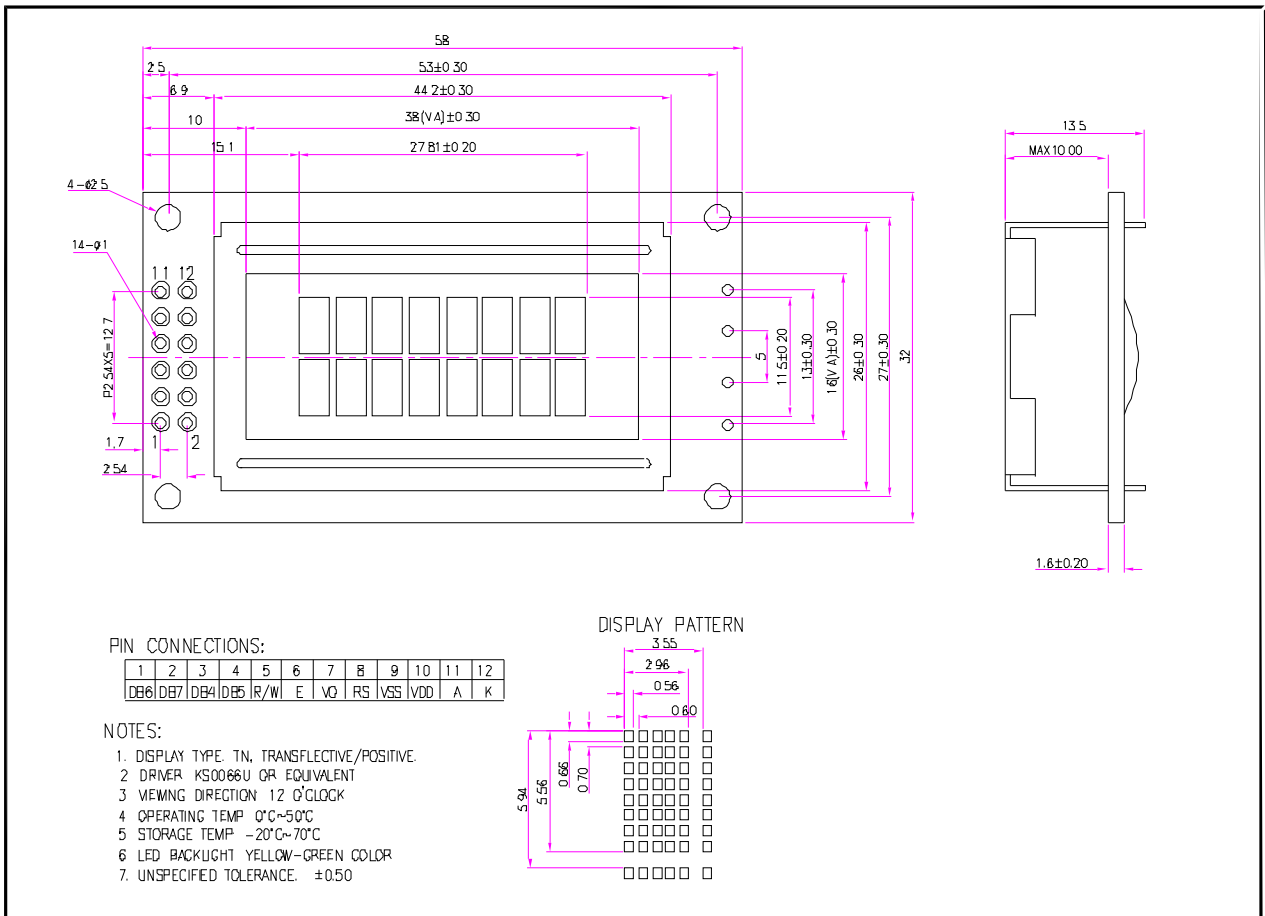 58
2.5
53±0.30
6.9
44.2±0.30
10
38(V.A)±0.30
15.1
27.81±0.20
4-ø2.5
14-ø1
11 12
P2.54X5=12.7
1 2
1.7
2.54
5
11.5±0.20
13±0.30
16(V.A)±0.30
26±0.30
27±0.30
32
13.5
MAX10.00
1.6±0.20
PIN CONNECTIONS:
1 2 3 4 5 6 7 8 9 10 11 12
DB6 DB7 DB4 DB5 R/W E VO RS VSS VDD A K
NOTES:
1. DISPLAY TYPE. TN, TRANSFLECTIVE/POSITIVE.
2 DRIVER KS0066U OR EQUIVALENT
3 VIEWING DIRECTION 12 O'CLOCK
4 OPERATING TEMP 0°C~50°C
5 STORAGE TEMP -20°C~70°C
6 LED BACKLIGHT YELLOW-GREEN COLOR
7. UNSPECIFIED TOLERANCE. ±0.50
DISPLAY PATTERN
3.55
2.96
0.56
0.60
0.66
0.70
5.56
5.94